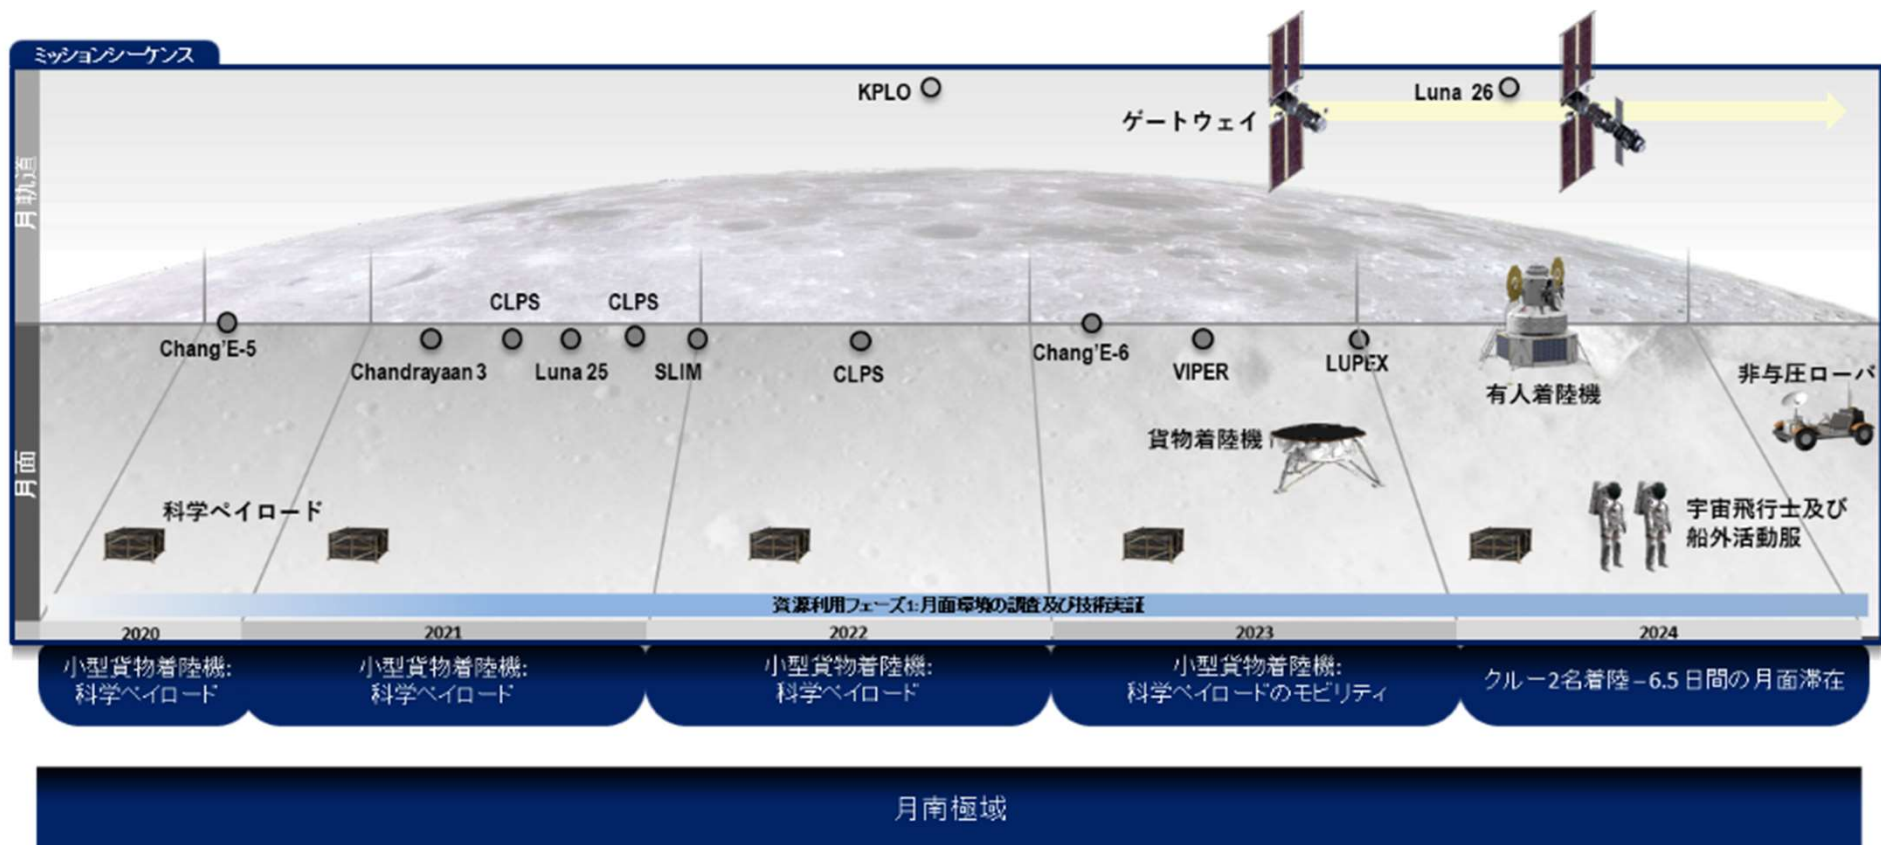 ミッションシーケンス
月軌道
KPLO
Luna 26
ゲートウェイ
CLPS
CLPS
Chang'E-5
Chandrayaan 3
Luna 25
SLIM
CLPS
Chang'E-6
VIPER
LUPEX
有人着陸機
非与圧ローバ
月面
貨物着陸機
科学ペイロード
宇宙飛行士及び
船外活動服
資源利用フェーズ1:月面環境の調査及び技術実証
2020
2021
2022
2023
2024
小型貨物着陸機:
科学ペイロード
小型貨物着陸機:
科学ペイロード
小型貨物着陸機:
科学ペイロード
小型貨物着陸機:
科学ペイロードのモビリティ
クルー2名着陸–6.5日間の月面滞在
月南極域